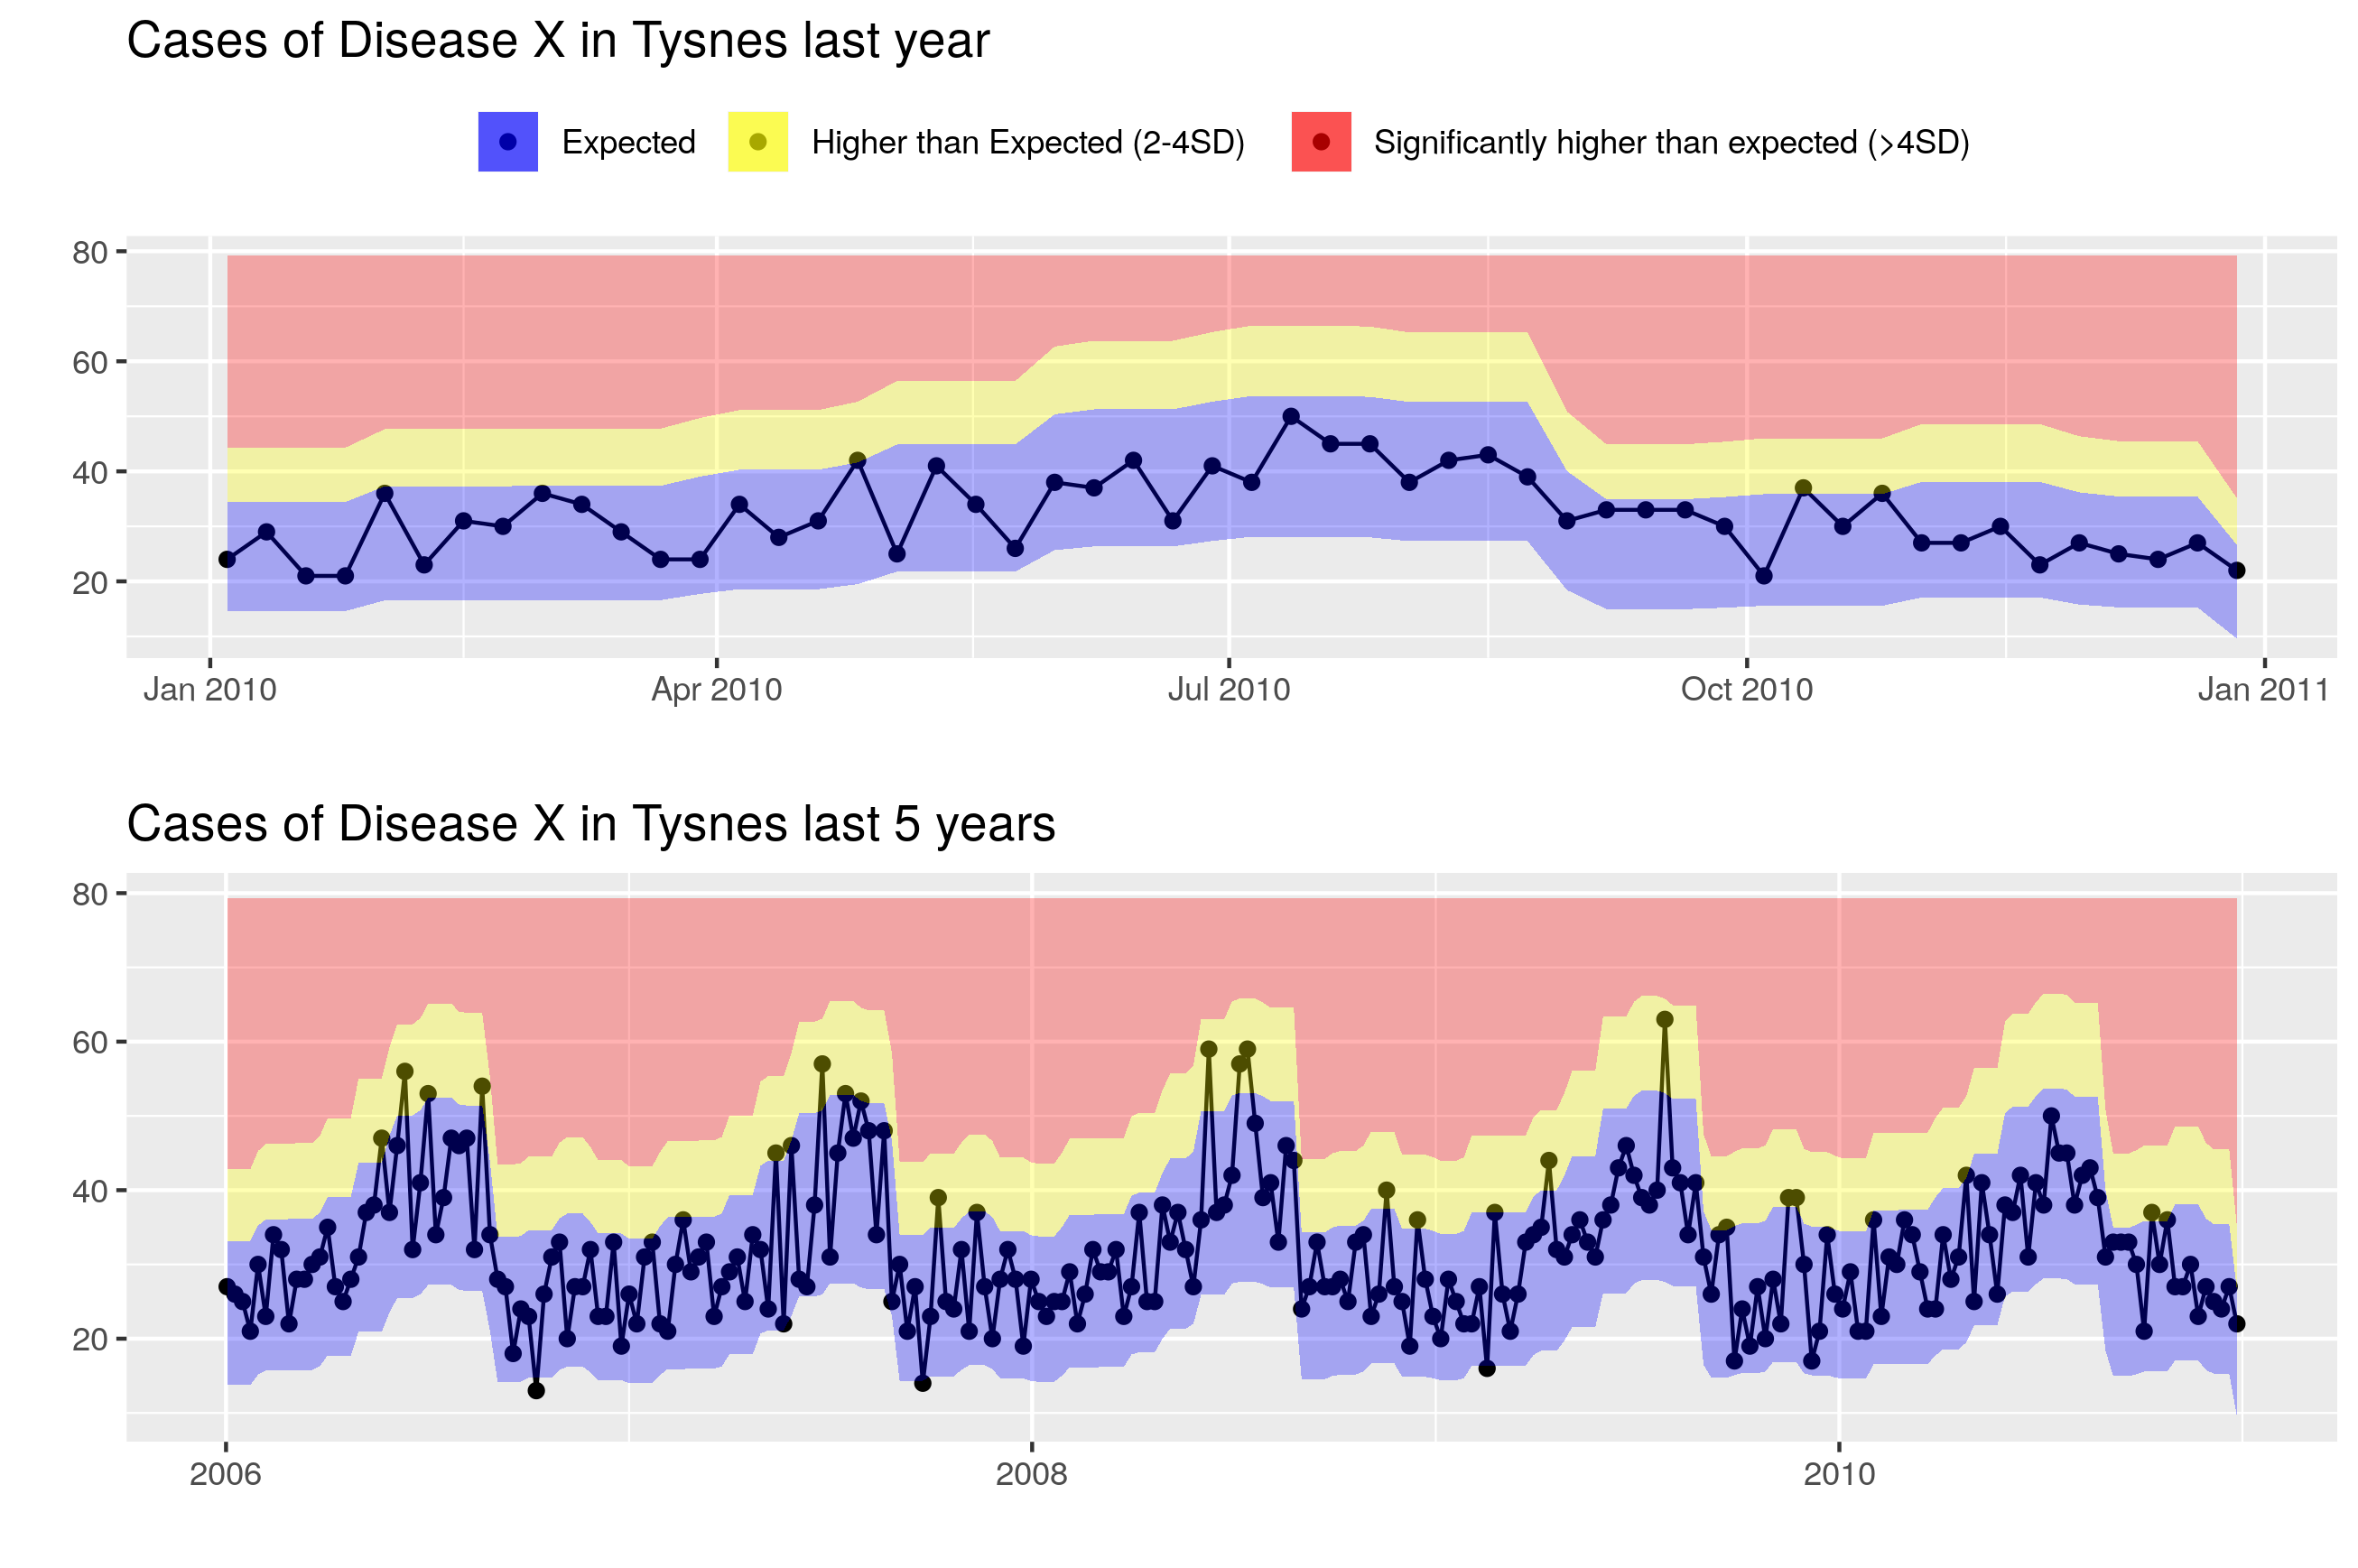 Cases of Disease X in Tysnes last year
Expected Higher than Expected (2-4SD) Significantly higher than expected (>4SD)
80
60
40
20
Jan 2010 Apr 2010 Jul 2010 Oct 2010 Jan 2011
Cases of Disease X in Tysnes last 5 years
80
60
40
20
2006 2008 2010